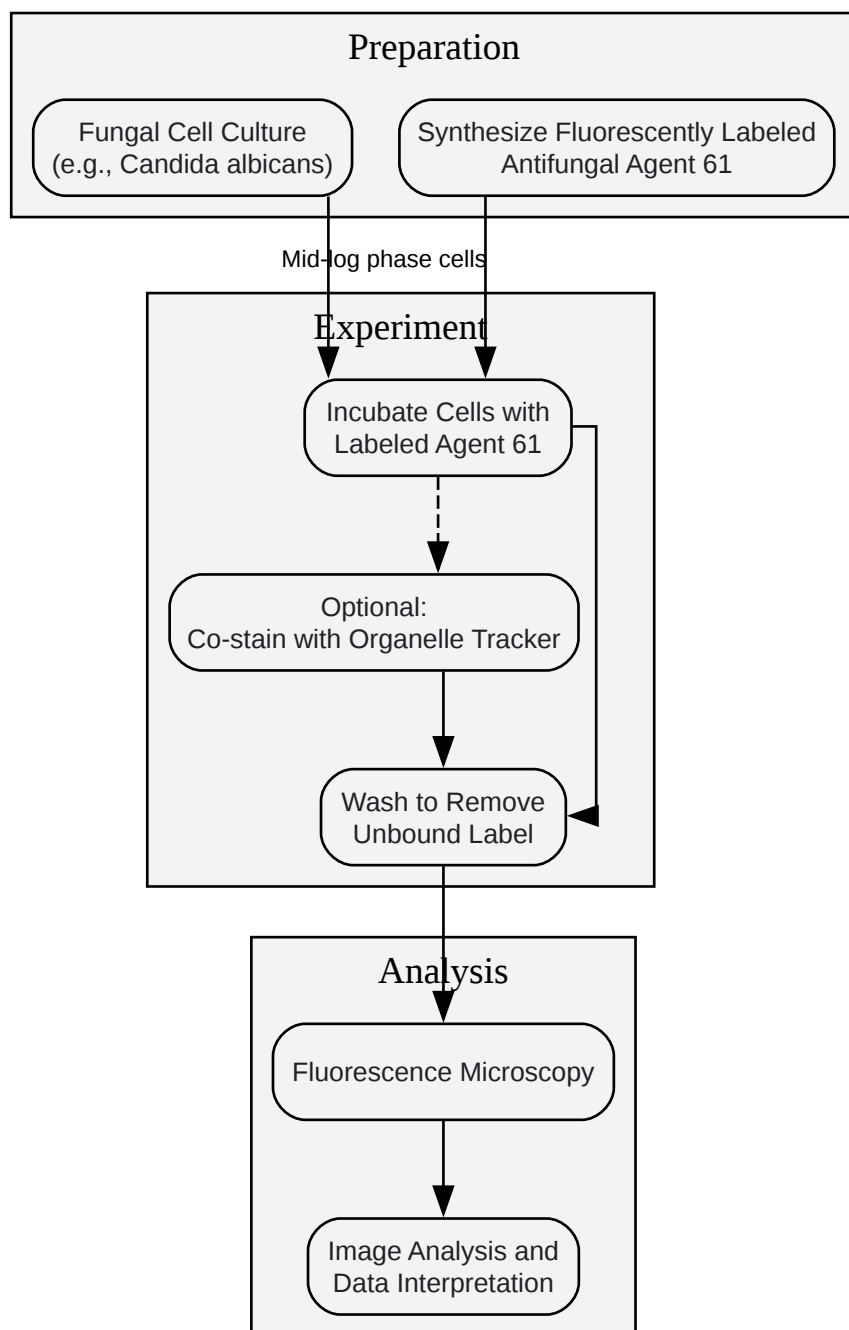 Preparation
Fungal Cell Culture
(e.g., Candida albicans)
Synthesize Fluorescently Labeled
Antifungal Agent 61
Mid-log phase cells
Experiment
Incubate Cells with
Labeled Agent 61
Optional:
Co-stain with Organelle Tracker
Wash to Remove
Unbound Label
Analysis
Fluorescence Microscopy
Image Analysis and
Data Interpretation